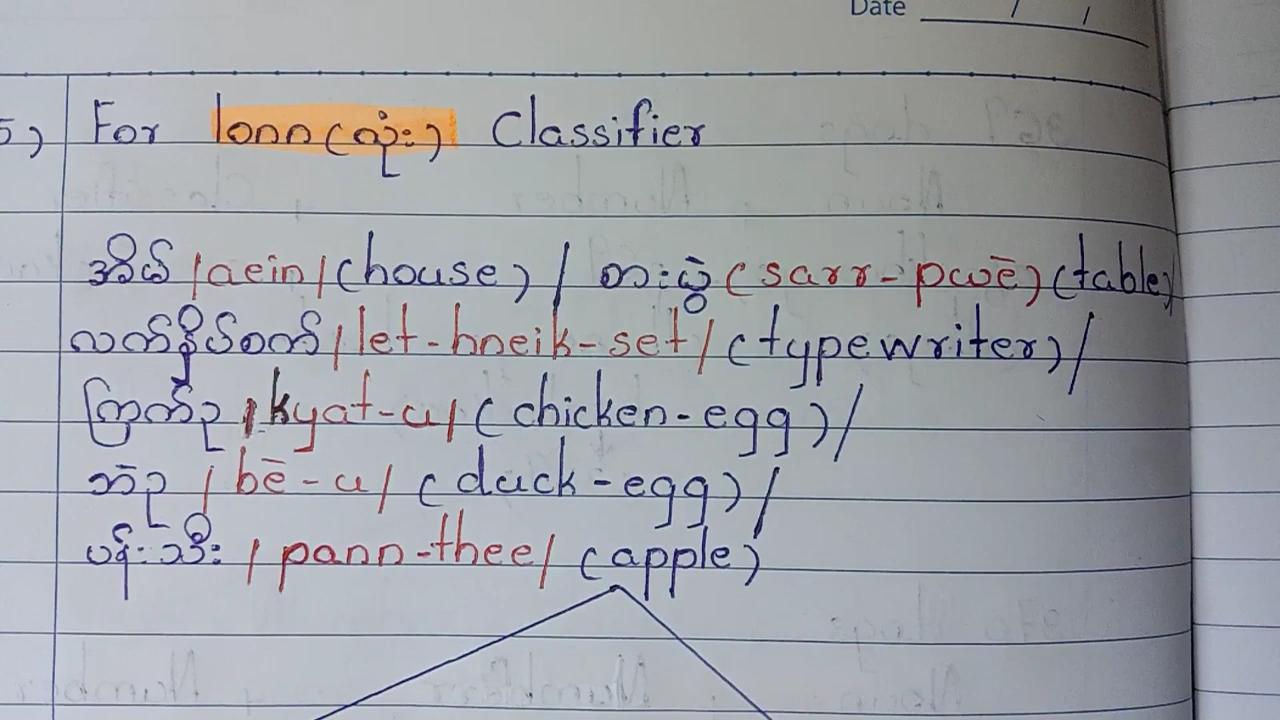 Date / /
5) For lonn (လုံး) Classifier
အိမ် /aein/ (house) / စားပွဲ (sarr-pwē) (table)
လက်နှိပ်စက် /let-hneik-set/ (typewriter) /
ကြက်ဥ /kyat-u/ (chicken-egg) /
ဘဲဥ /bē-u/ (duck-egg) /
ပန်းသီး /pann-thee/ (apple)